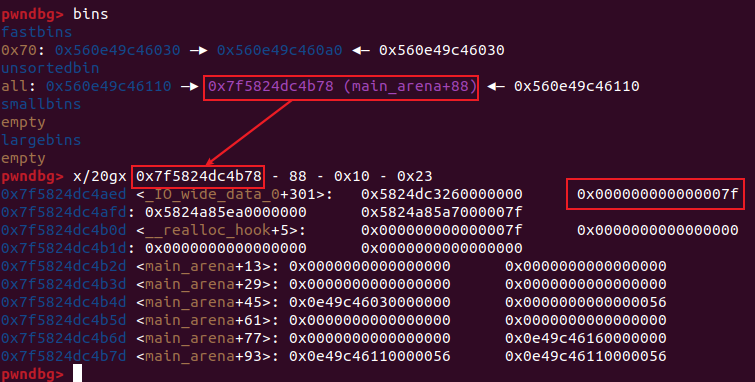 pwndbg> bins
fastbins
0x70: 0x560e49c46030 —▸ 0x560e49c460a0 ◂— 0x560e49c46030
unsortedbin
all: 0x560e49c46110 —▸ 0x7f5824dc4b78 (main_arena+88) ◂— 0x560e49c46110
smallbins
empty
largebins
empty
pwndbg> x/20gx 0x7f5824dc4b78 - 88 - 0x10 - 0x23
0x7f5824dc4aed <_IO_wide_data_0+301>: 0x5824dc3260000000 0x000000000000007f
0x7f5824dc4afd: 0x5824a85ea0000000 0x5824a85a7000007f
0x7f5824dc4b0d <__realloc_hook+5>: 0x000000000000007f 0x0000000000000000
0x7f5824dc4b1d: 0x0000000000000000 0x0000000000000000
0x7f5824dc4b2d <main_arena+13>: 0x0000000000000000 0x0000000000000000
0x7f5824dc4b3d <main_arena+29>: 0x0000000000000000 0x0000000000000000
0x7f5824dc4b4d <main_arena+45>: 0x0e49c46030000000 0x0000000000000056
0x7f5824dc4b5d <main_arena+61>: 0x0000000000000000 0x0000000000000000
0x7f5824dc4b6d <main_arena+77>: 0x0000000000000000 0x0e49c46160000000
0x7f5824dc4b7d <main_arena+93>: 0x0e49c46110000056 0x0e49c46110000056
pwndbg>